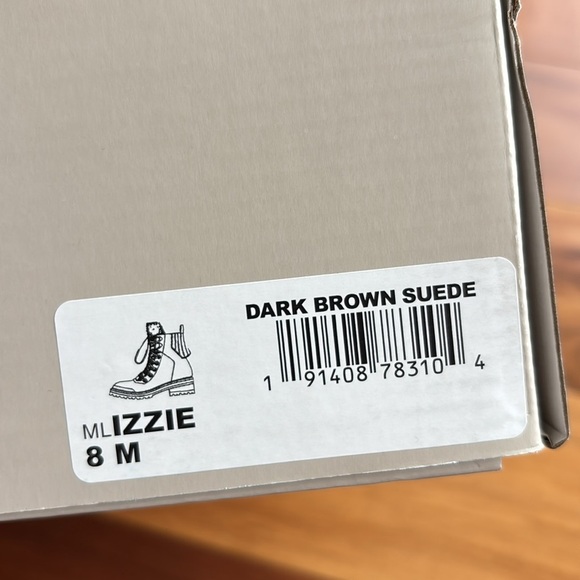 DARK BROWN SUEDE
1 91408 78310 4
MLIZZIE
8 M